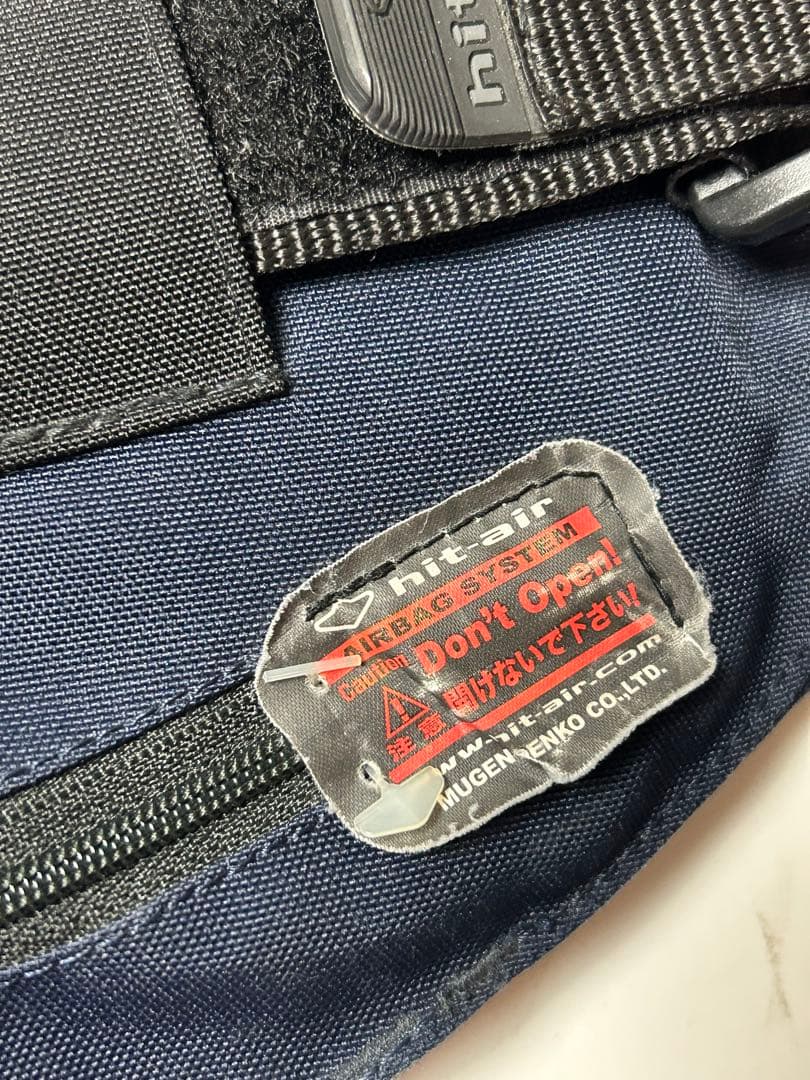 hit
hit-air
AIRBAG SYSTEM
Caution Don't Open!
注意 開けないで下さい!
www.hit-air.com
MUGEN DENKO CO.,LTD.